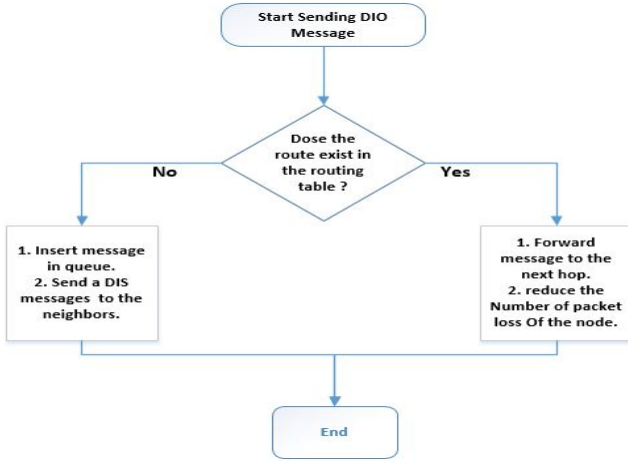 Start Sending DIO
Message
Dose the
route exist in
the routing
table ?
No
Yes
1. Insert message
in queue.
2. Send a DIS
messages to the
neighbors.
1. Forward
message to the
next hop.
2. reduce the
Number of packet
loss Of the node.
End